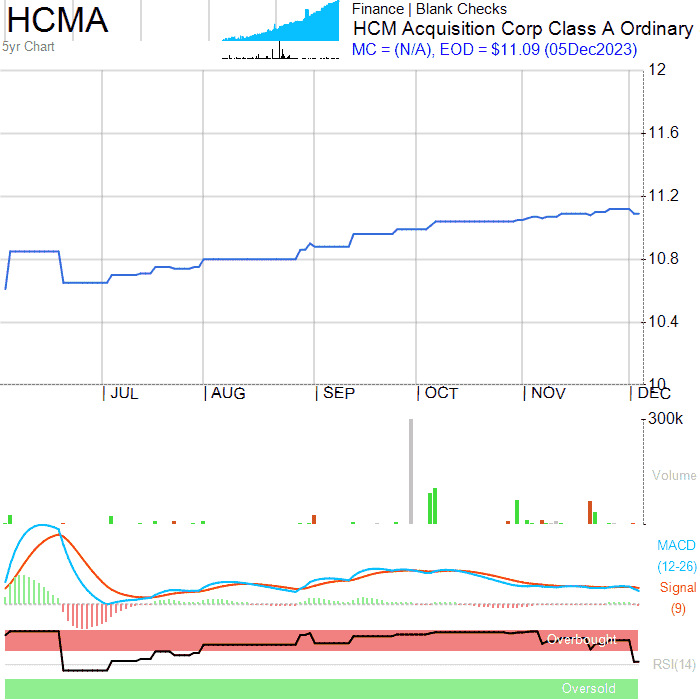 HCMA
5yr Chart
Finance | Blank Checks
HCM Acquisition Corp Class A Ordinary
MC = (N/A), EOD = $11.09 (05Dec2023)
12
11.6
11.2
10.8
10.4
10
JUL
AUG
SEP
OCT
NOV
DEC
300k
Volume
MACD
(12-26)
Signal
(9)
Overbought
RSI(14)
Oversold